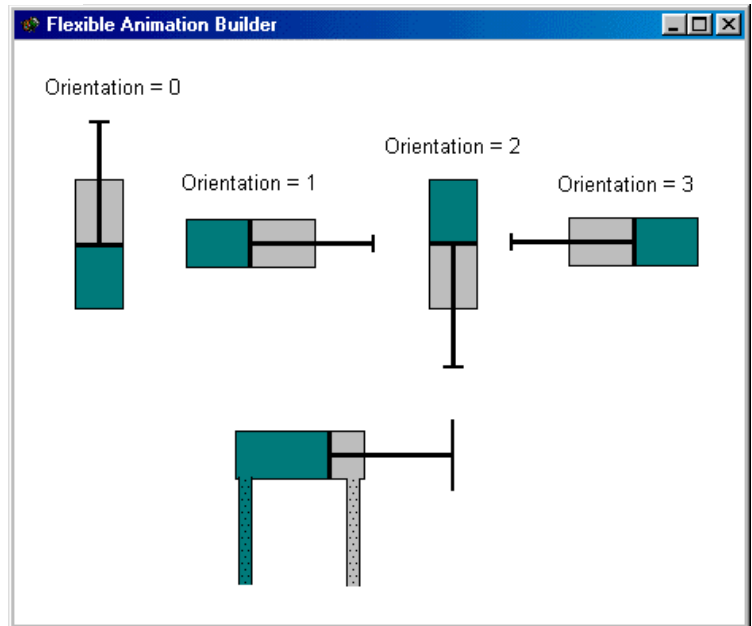 Flexible Animation Builder
Orientation = 0
Orientation = 2
Orientation = 1
Orientation = 3